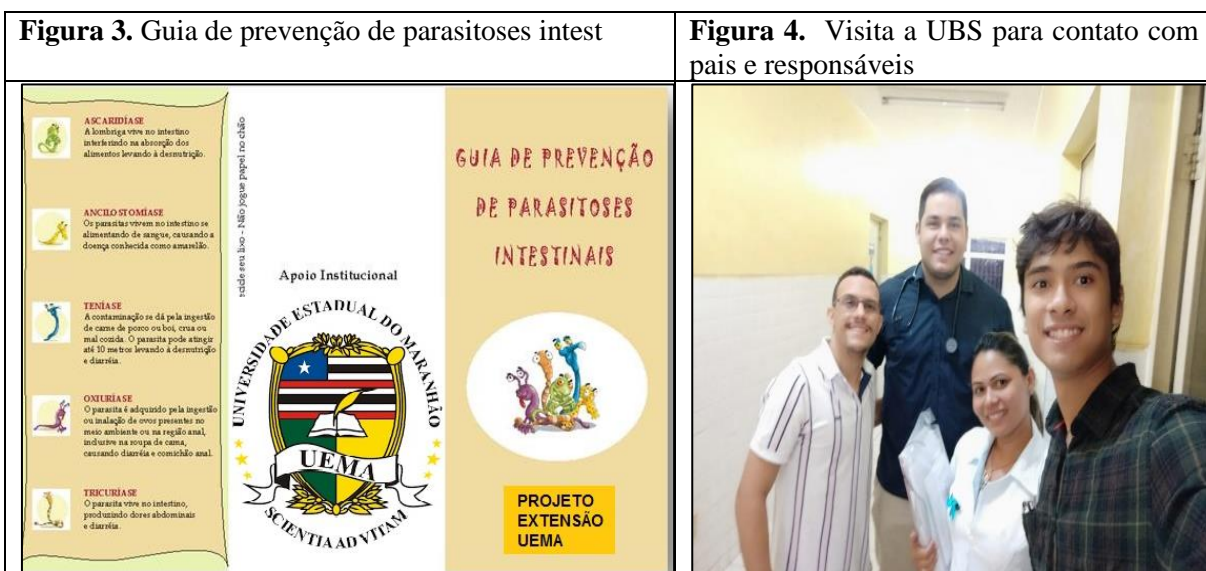 Figura 3. Guia de prevenção de parasitoses intest
Figura 4. Visita a UBS para contato com
pais e responsáveis
ASCARIDÍASE
A lombriga vive no intestino
interferindo na absorção dos
alimentos levando à desnutrição.
ANCILOSTOMÍASE
Os parasitas vivem no intestino se
alimentando de sangue, causando a
doença conhecida como amarelão.
TENÍASE
A contaminação se dá pela ingestão
de carne de porco ou boi, crua ou
mal cozida. O parasita pode atingir
até 10 metros levando à desnutrição
e diarréia.
OXIURÍASE
O parasita é adquirido pela ingestão
ou inalação de ovos presentes no
meio ambiente ou na região anal,
inclusive na roupa de cama,
causando diarréia e comichão anal.
TRICURÍASE
O parasita vive no intestino,
produzindo dores abdominais
e diarréia.
seu lixo - Não jogue papel no chão
Apoio Institucional
UNIVERSIDADE ESTADUAL DO MARANHÃO
UEMA
SCIENTIA AD VITAM
GUIA DE PREVENÇÃO
DE PARASITOSES
INTESTINAIS
PROJETO
EXTENSÃO
UEMA